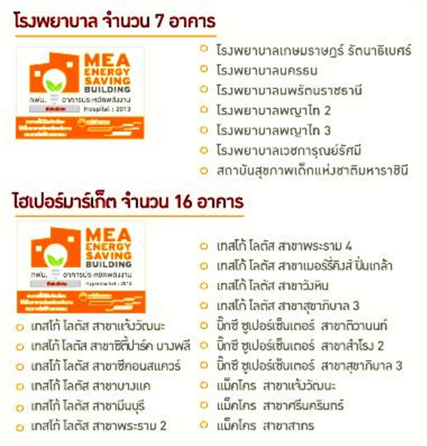 โรงพยาบาล จำนวน 7 อาคาร
MEA
ENERGY
SAVING
BUILDING
กฟน. อาคารประหยัดพลังงาน
Hospital : 2013
โรงพยาบาลเกษมราษฎร์ รัตนาธิเบศร์
โรงพยาบาลนครธน
โรงพยาบาลนพรัตนราชธานี
โรงพยาบาลพญาไท 2
โรงพยาบาลพญาไท 3
โรงพยาบาลเวชการุณย์รัศมิ์
สถาบันสุขภาพเด็กแห่งชาติมหาราชินี
ไฮเปอร์มาร์เก็ต จำนวน 16 อาคาร
MEA
ENERGY
SAVING
BUILDING
กฟน. อาคารประหยัดพลังงาน
Hypermarket : 2013
เทสโก้ โลตัส สาขาแจ้งวัฒนะ
เทสโก้ โลตัส สาขาซิตี้ปาร์ค บางพลี
เทสโก้ โลตัส สาขาซีคอนสแควร์
เทสโก้ โลตัส สาขาบางแค
เทสโก้ โลตัส สาขามีนบุรี
เทสโก้ โลตัส สาขาพระราม 2
เทสโก้ โลตัส สาขาพระราม 4
เทสโก้ โลตัส สาขาเมอร์รี่คิงส์ ปิ่นเกล้า
เทสโก้ โลตัส สาขาวังหิน
เทสโก้ โลตัส สาขาสุขาภิบาล 3
บิ๊กซี ซูเปอร์เซ็นเตอร์ สาขาติวานนท์
บิ๊กซี ซูเปอร์เซ็นเตอร์ สาขาสำโรง 2
บิ๊กซี ซูเปอร์เซ็นเตอร์ สาขาสุขาภิบาล 3
แม็คโคร สาขาแจ้งวัฒนะ
แม็คโคร สาขาศรีนครินทร์
แม็คโคร สาขาสาทร